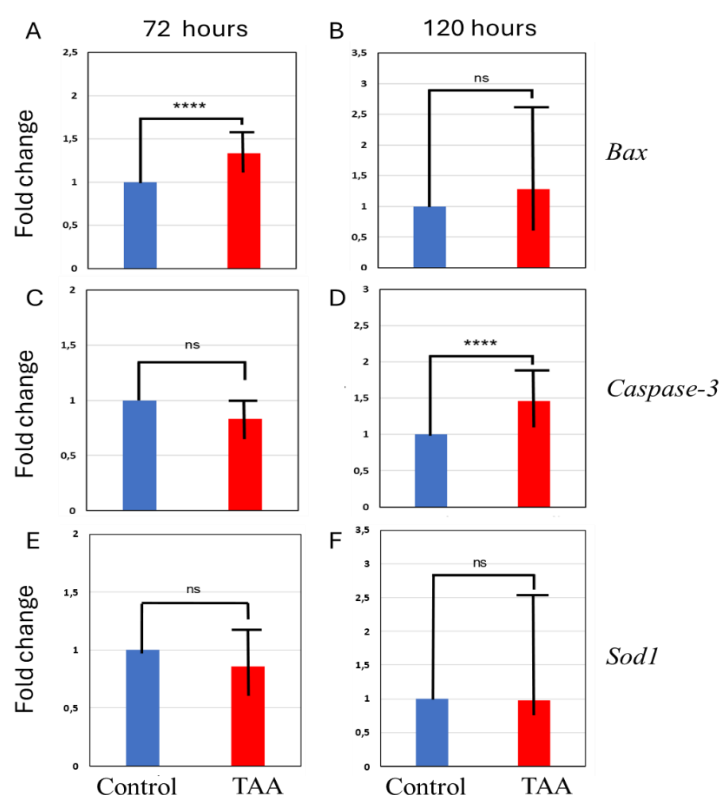 A 72 hours
B 120 hours
2,5
2
1,5
1
0,5
0
Fold change
****
3,5
3
2,5
2
1,5
1
0,5
0
ns
Bax
C
2
1,5
1
0,5
0
Fold change
ns
D
3
2,5
2
1,5
1
0,5
0
****
Caspase-3
E
2
1,5
1
0,5
0
Fold change
ns
Control TAA
F
3,5
3
2,5
2
1,5
1
0,5
0
ns
Sod1
Control TAA